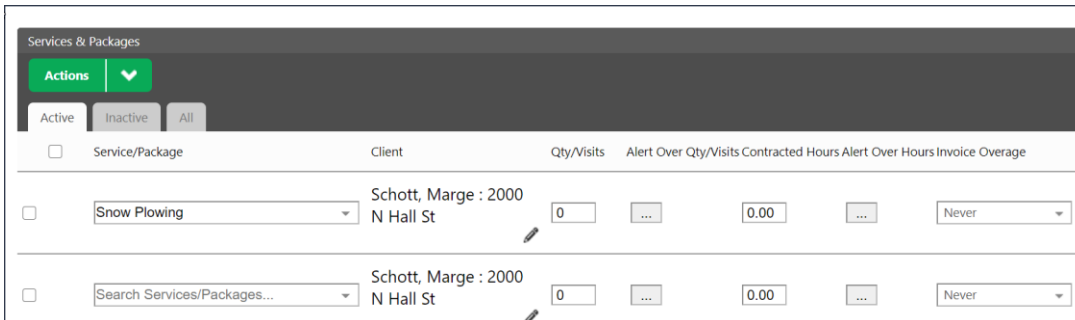 Services & Packages
Actions
Active Inactive All
Service/Package Client Qty/Visits Alert Over Qty/Visits Contracted Hours Alert Over Hours Invoice Overage
Schott, Marge : 2000
Snow Plowing N Hall St 0 ... 0.00 ... Never
Schott, Marge : 2000
Search Services/Packages... N Hall St 0 ... 0.00 ... Never